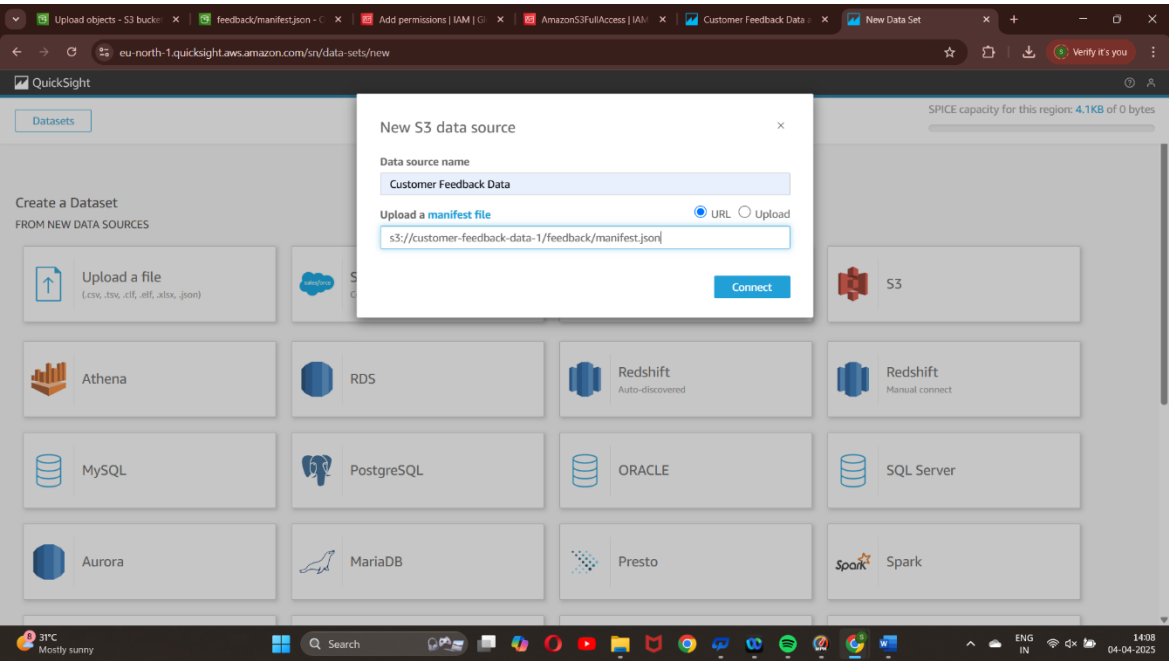 Upload objects - S3 bucke
feedback/manifest.json -
Add permissions | IAM | Gl
AmazonS3FullAccess | IAM
Customer Feedback Data
New Data Set
eu-north-1.quicksight.aws.amazon.com/sn/data-sets/new
S
Verify it's you
QuickSight
Datasets
SPICE capacity for this region: 4.1KB of 0 bytes
New S3 data source
Data source name
Customer Feedback Data
Upload a manifest file
URL
Upload
s3://customer-feedback-data-1/feedback/manifest.json
Connect
Create a Dataset
FROM NEW DATA SOURCES
Upload a file
(.csv, .tsv, .clf, .elf, .xlsx, .json)
salesforce
S
C
S3
Athena
RDS
Redshift
Auto-discovered
Redshift
Manual connect
MySQL
PostgreSQL
ORACLE
SQL Server
Aurora
MariaDB
Presto
Spark
Spark
8
31°C
Mostly sunny
Search
ENG
IN
14:08
04-04-2025